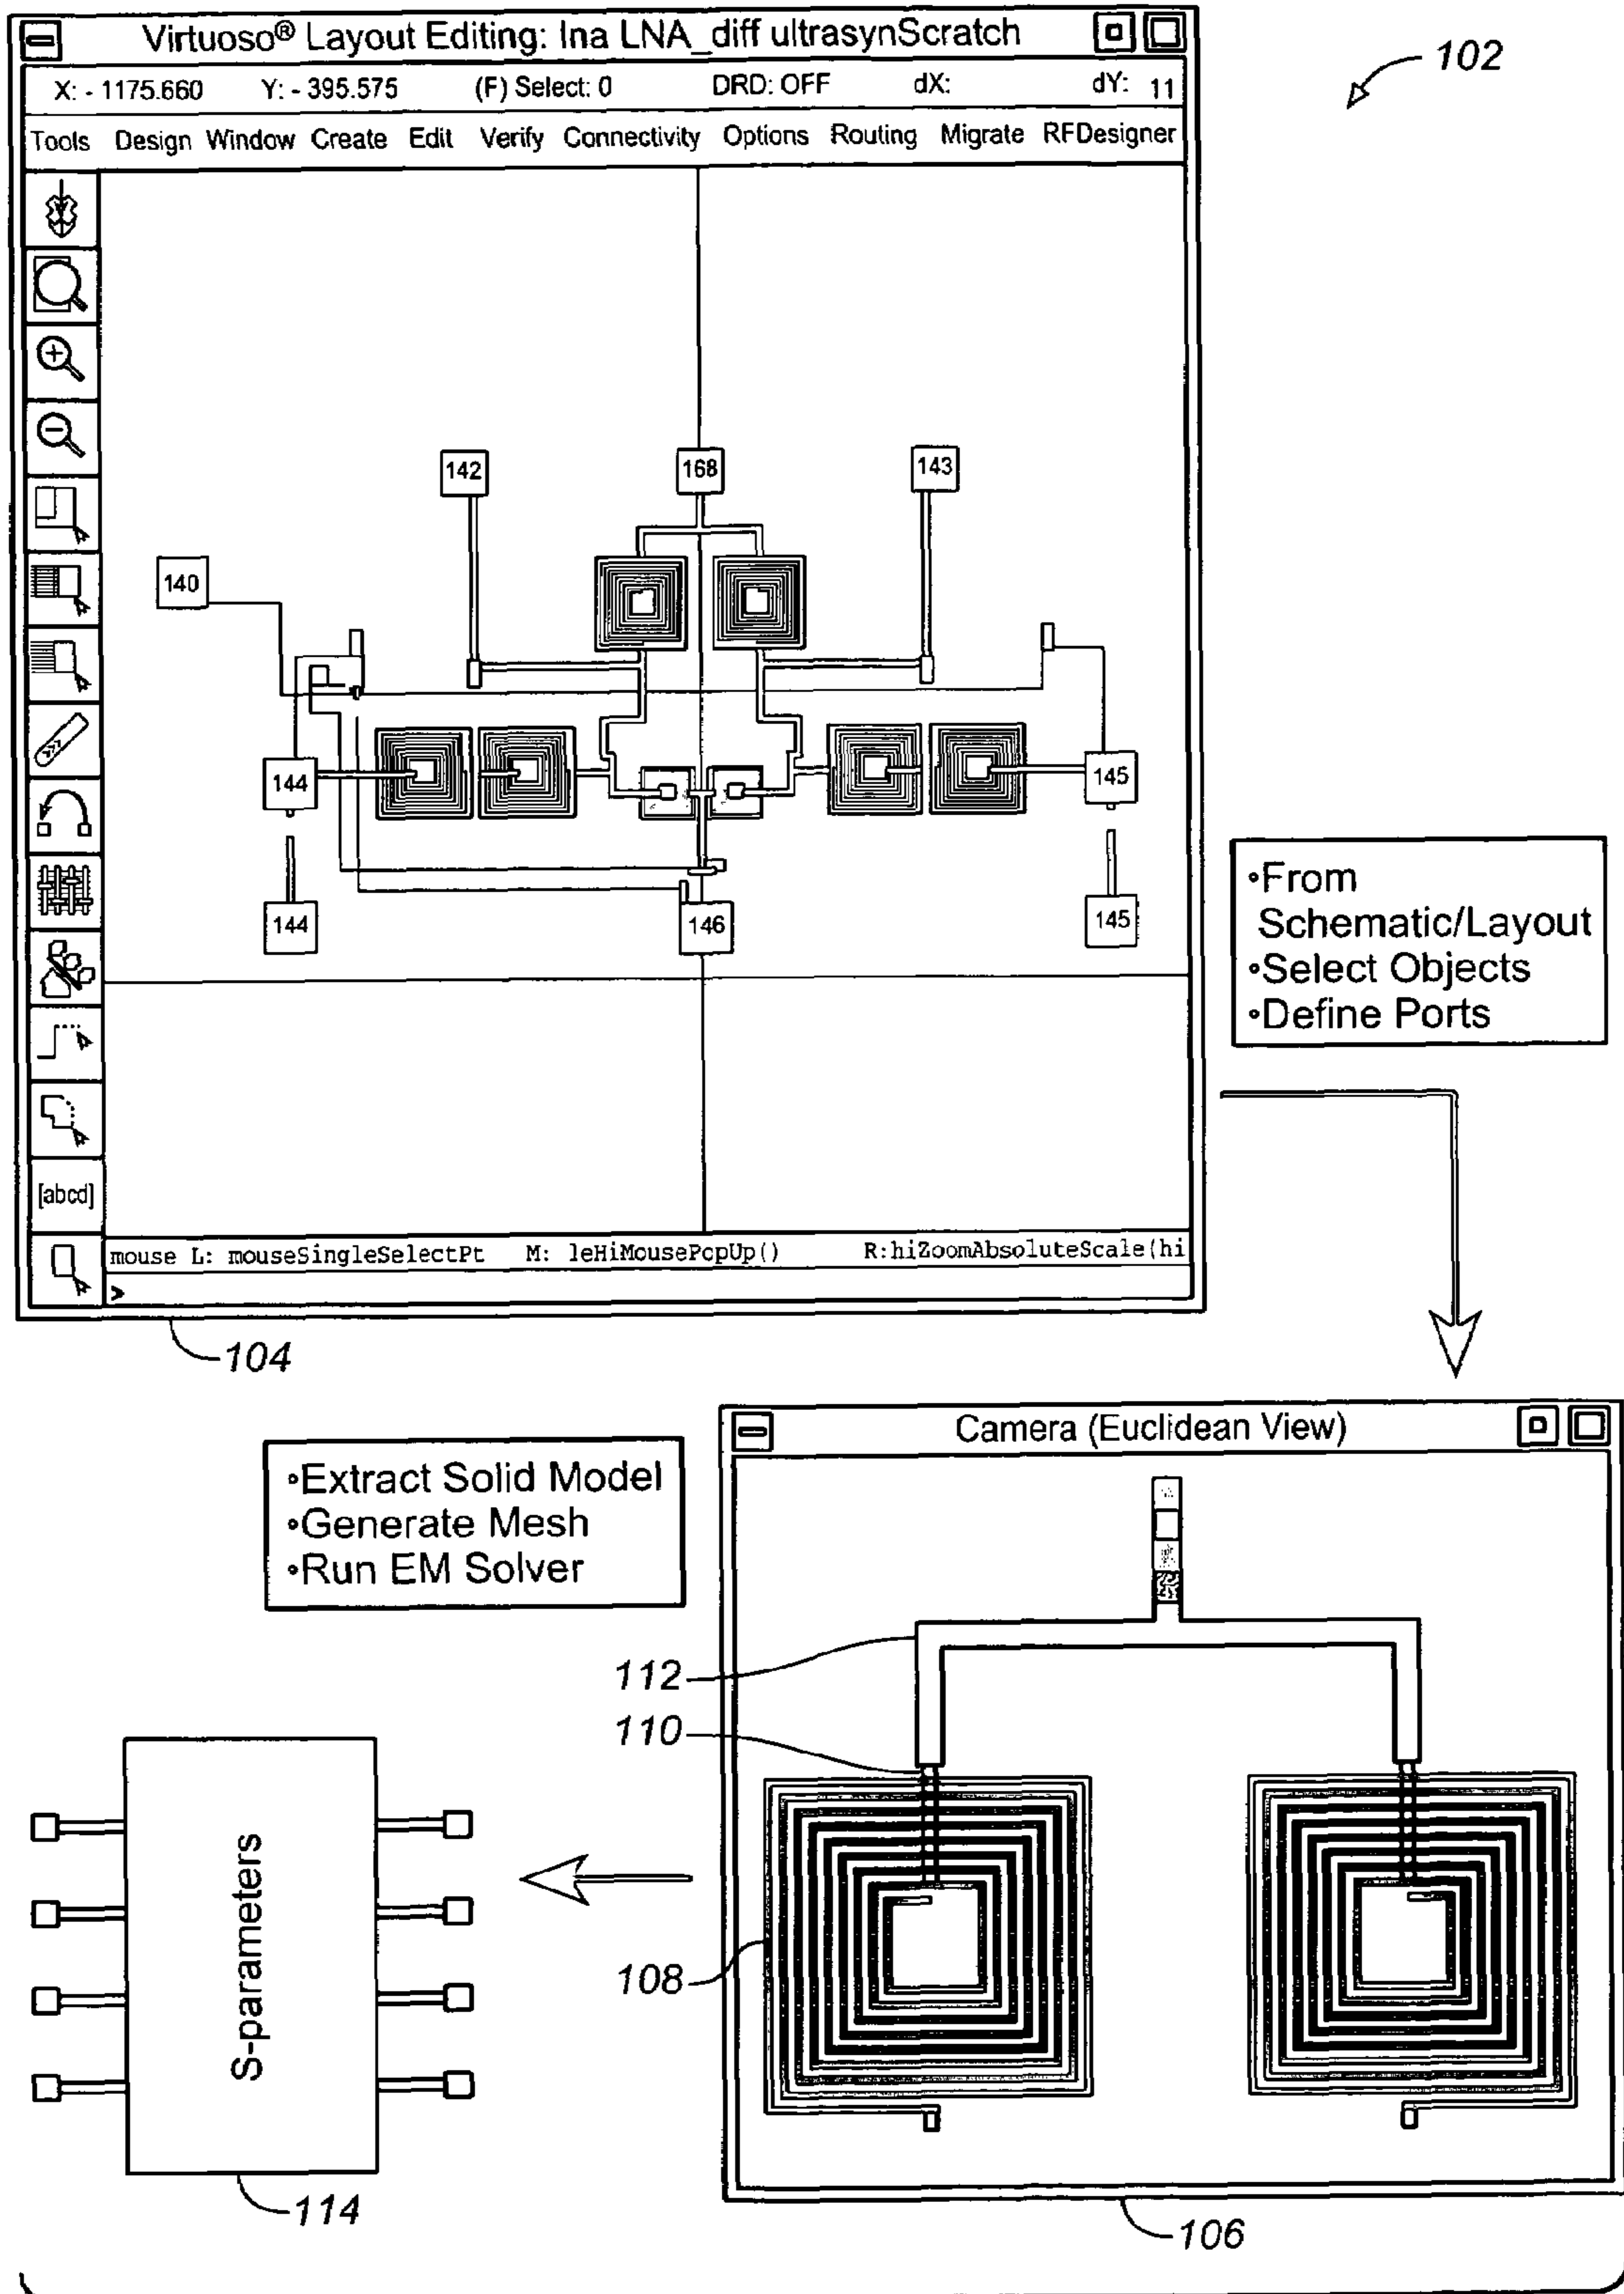 Virtuoso® Layout Editing: lna LNA_diff ultrasynScratch
X: - 1175.660 Y: - 395.575 (F) Select: 0 DRD: OFF dX: dY: 11
102
Tools Design Window Create Edit Verify Connectivity Options Routing Migrate RFDesigner
142
168
143
140
144
145
144
146
145
•From
Schematic/Layout
•Select Objects
•Define Ports
[abcd]
mouse L: mouseSingleSelectPt M: leHiMousePopUp() R:hiZoomAbsoluteScale(hi
>
104
Camera (Euclidean View)
•Extract Solid Model
•Generate Mesh
•Run EM Solver
112
110
108
S-parameters
114
106